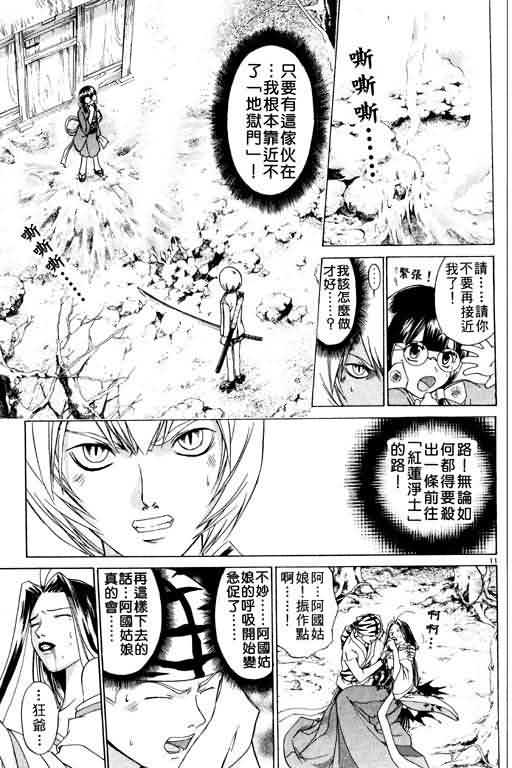 嘶嘶嘶……
只要有這傢伙在
…我根本靠近不
了「地獄門」！
嘶嘶嘶……
請……請你
不要再接近
我了！
緊張！
……
我該怎麼做
才好……？
路！無論如
何都得要殺
出一條前往
「紅蓮淨土」
的路！
11
阿…阿國姑
娘！振作點
啊……！
不妙……阿國姑
娘的呼吸開始變
急促了……
再這樣下去的
話…阿國姑娘
真的會……
…狂爺…